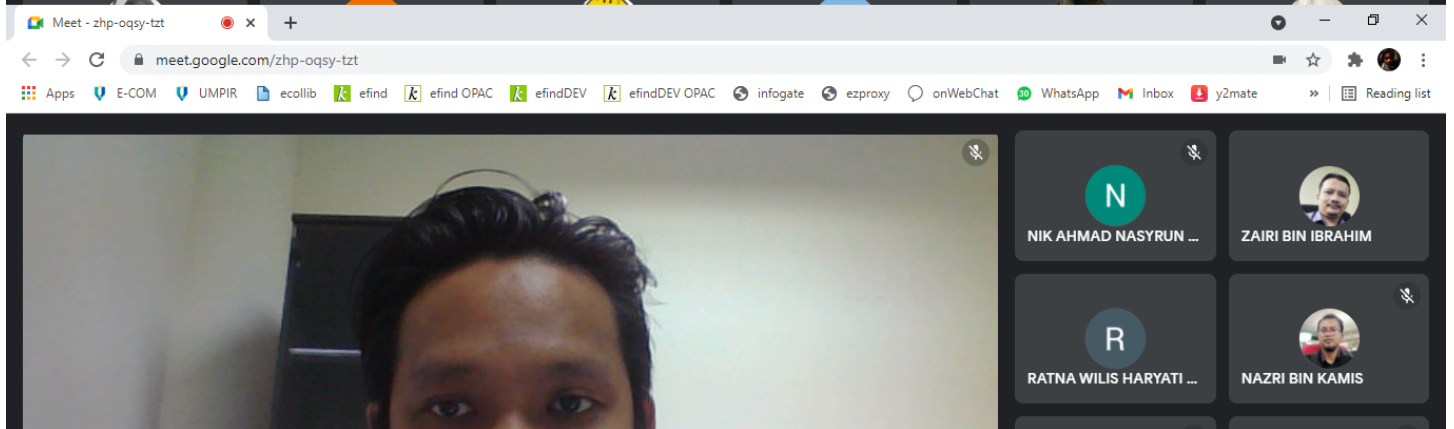 Meet - zhp-oqsy-tzt
meet.google.com/zhp-oqsy-tzt
Apps E-COM UMPIR ecollib efind efind OPAC efindDEV efindDEV OPAC infogate ezproxy onWebChat 30 WhatsApp Inbox y2mate » Reading list
N
NIK AHMAD NASYRUN ...
ZAIRI BIN IBRAHIM
R
RATNA WILIS HARYATI ...
NAZRI BIN KAMIS